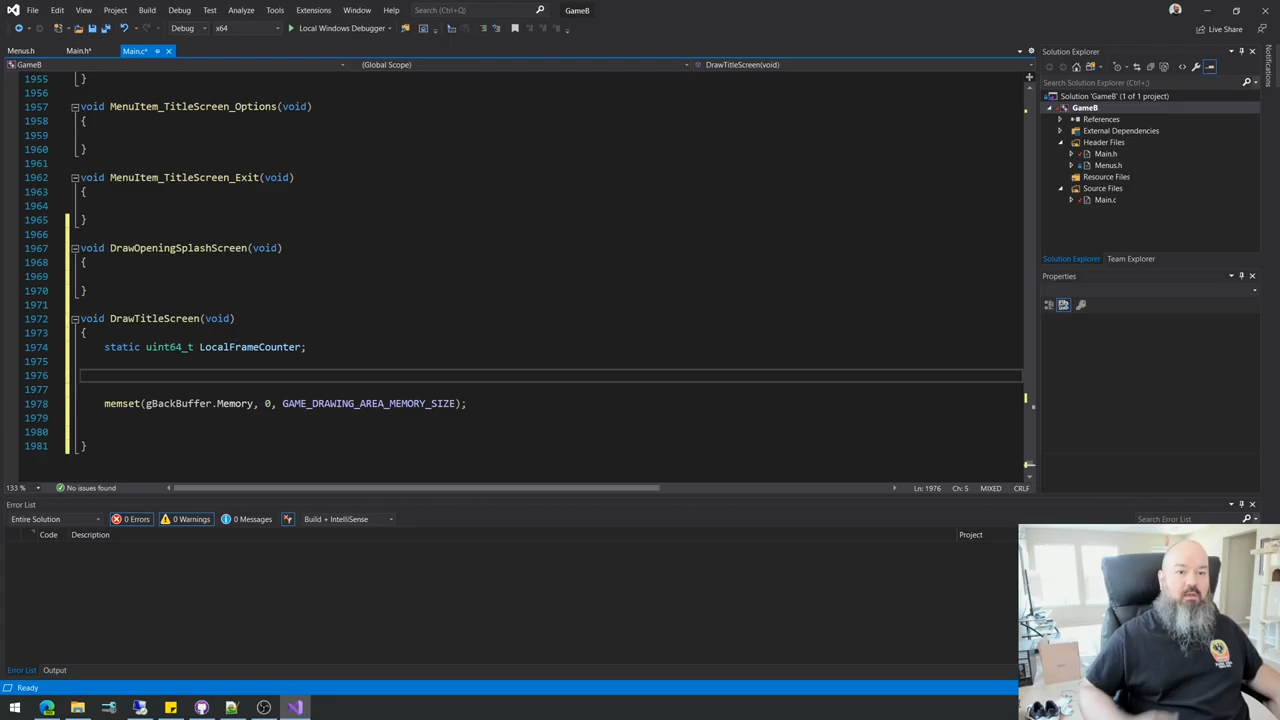 File Edit View Git Project Build Debug Test Analyze Tools Extensions Window Help Search (Ctrl+Q) GameB
Debug x64 Local Windows Debugger Live Share
Menus.h Main.h* Main.c*
GameB (Global Scope) DrawTitleScreen(void)
1955 }
1956
1957 void MenuItem_TitleScreen_Options(void)
1958 {
1959
1960 }
1961
1962 void MenuItem_TitleScreen_Exit(void)
1963 {
1964
1965 }
1966
1967 void DrawOpeningSplashScreen(void)
1968 {
1969
1970 }
1971
1972 void DrawTitleScreen(void)
1973 {
1974 static uint64_t LocalFrameCounter;
1975
1976
1977
1978 memset(gBackBuffer.Memory, 0, GAME_DRAWING_AREA_MEMORY_SIZE);
1979
1980
1981 }
133 % No issues found Ln: 1976 Ch: 5 MIXED CRLF
Error List
Entire Solution 0 Errors 0 Warnings 0 Messages Build + IntelliSense Search Error List
Code Description Project
Error List Output
Ready
Solution Explorer
Search Solution Explorer (Ctrl+;)
Solution 'GameB' (1 of 1 project)
GameB
References
External Dependencies
Header Files
Main.h
Menus.h
Resource Files
Source Files
Main.c
Solution Explorer Team Explorer
Properties
Notifications